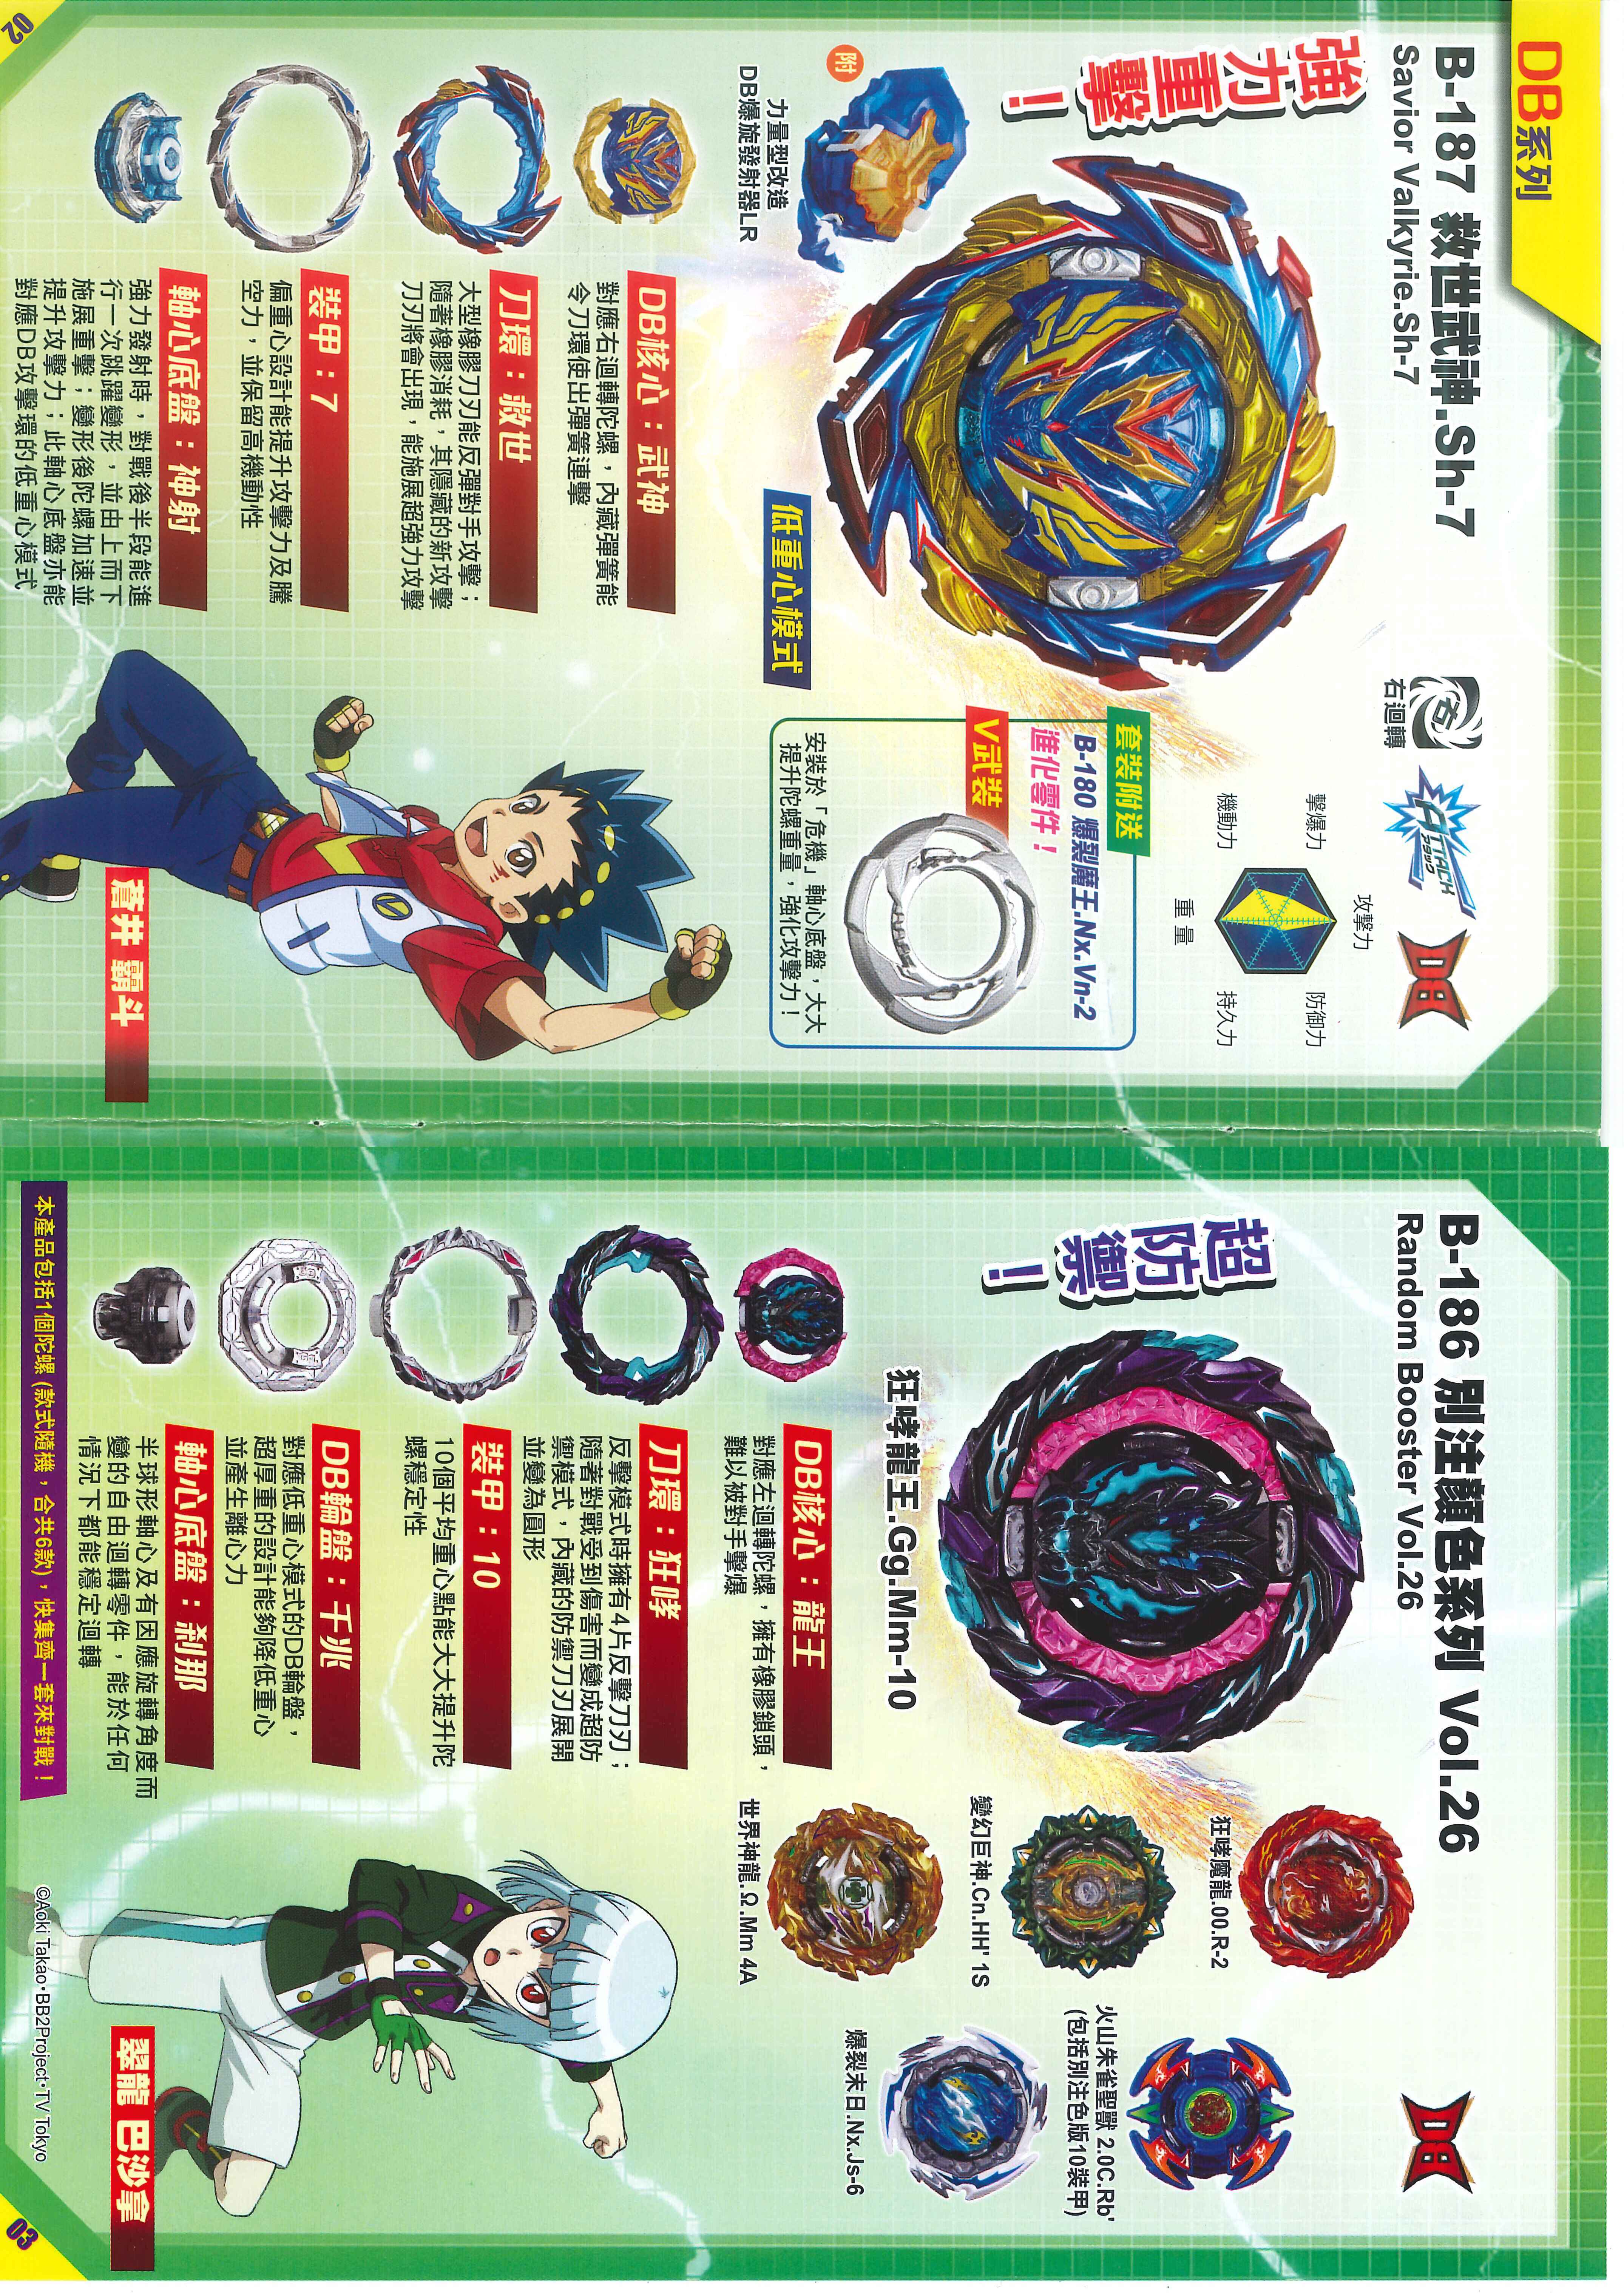 DB系列
B-187 救世武神.Sh-7
Savior Valkyrie.Sh-7
右
右迴轉
ATTACK
アタック
DB
強力重擊！
攻擊力
擊爆力
防御力
機動力
持久力
重量
套裝附送
B-180 爆裂魔王.Nx.Vn-2
進化零件！
V武裝
安裝於「危機」軸心底盤，大大
提升陀螺重量，強化攻擊力！
附
力量型改造
DB爆旋發射器LR
低重心模式
DB核心：武神
對應右迴轉陀螺，內藏彈簧能
令刀環使出彈簧連擊
刀環：救世
大型橡膠刀刃能反彈對手攻擊；
隨著橡膠消耗，其隱藏的新攻擊
刀刃將會出現，能施展超強力攻擊
裝甲：7
偏重心設計能提升攻擊力及騰
空力，並保留高機動性
軸心底盤：神射
強力發射時，對戰後半段能進
行一次跳躍變形，並由上而下
施展重擊；變形後陀螺加速並
提升攻擊力；此軸心底盤亦能
對應DB攻擊環的低重心模式
蒼井 霸斗
02
B-186 別注顏色系列 Vol.26
Random Booster Vol.26
DB
超防禦！
狂哮龍王.Gg.Mm-10
狂哮魔龍.00.R-2
火山朱雀聖獸 2.0C.Rb'
(包括別注色版10裝甲)
變幻巨神.Cn.HH' 1S
爆裂末日.Nx.Js-6
世界神龍.Ω.Mm 4A
DB核心：龍王
對應左迴轉陀螺，擁有橡膠鎖頭，
難以被對手擊爆
刀環：狂哮
反擊模式時擁有4片反擊刀刃；
隨著對戰受到傷害而變成超防
禦模式，內藏的防禦刀刃展開
並變為圓形
裝甲：10
10個平均重心點能大大提升陀
螺穩定性
DB輪盤：千兆
對應低重心模式的DB輪盤，
超厚重的設計能夠降低重心
並產生離心力
軸心底盤：剎那
半球形軸心及有因應旋轉角度而
變的自由迴轉零件，能於任何
情況下都能穩定迴轉
翠龍 巴沙拿
本產品包括1個陀螺 (款式隨機，合共6款)，快集齊一套來對戰！
©Aoki Takao･BB2Project･TV Tokyo
03